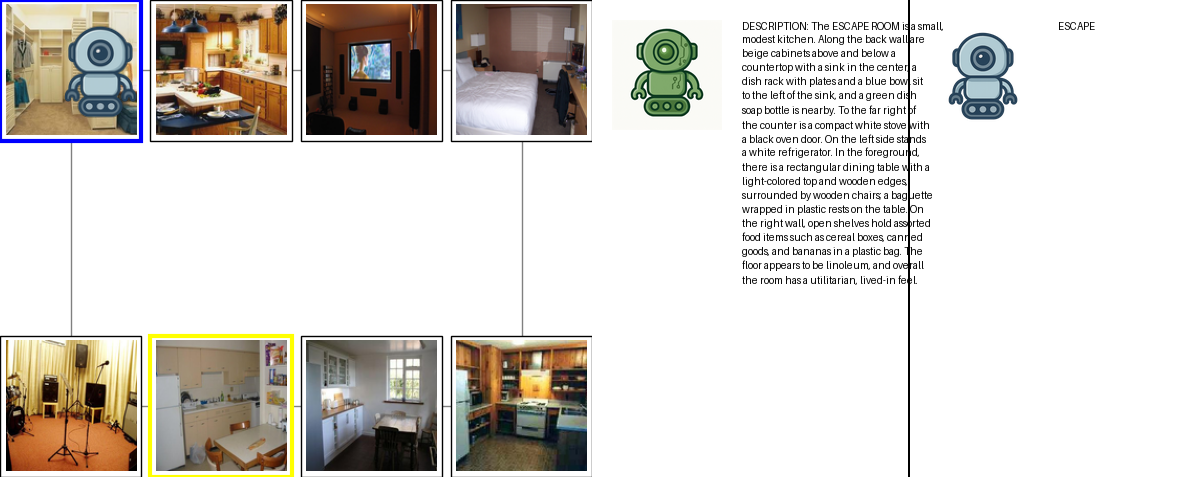 DESCRIPTION: The ESCAPE ROOM is a small,
modest kitchen. Along the back wall are
beige cabinets above and below a
countertop with a sink in the center, a
dish rack with plates and a blue bowl sit
to the left of the sink, and a green dish
soap bottle is nearby. To the far right of
the counter is a compact white stove with
a black oven door. On the left side stands
a white refrigerator. In the foreground,
there is a rectangular dining table with a
light-colored top and wooden edges,
surrounded by wooden chairs; a baguette
wrapped in plastic rests on the table. On
the right wall, open shelves hold assorted
food items such as cereal boxes, canned
goods, and bananas in a plastic bag. The
floor appears to be linoleum, and overall
the room has a utilitarian, lived-in feel.
ESCAPE